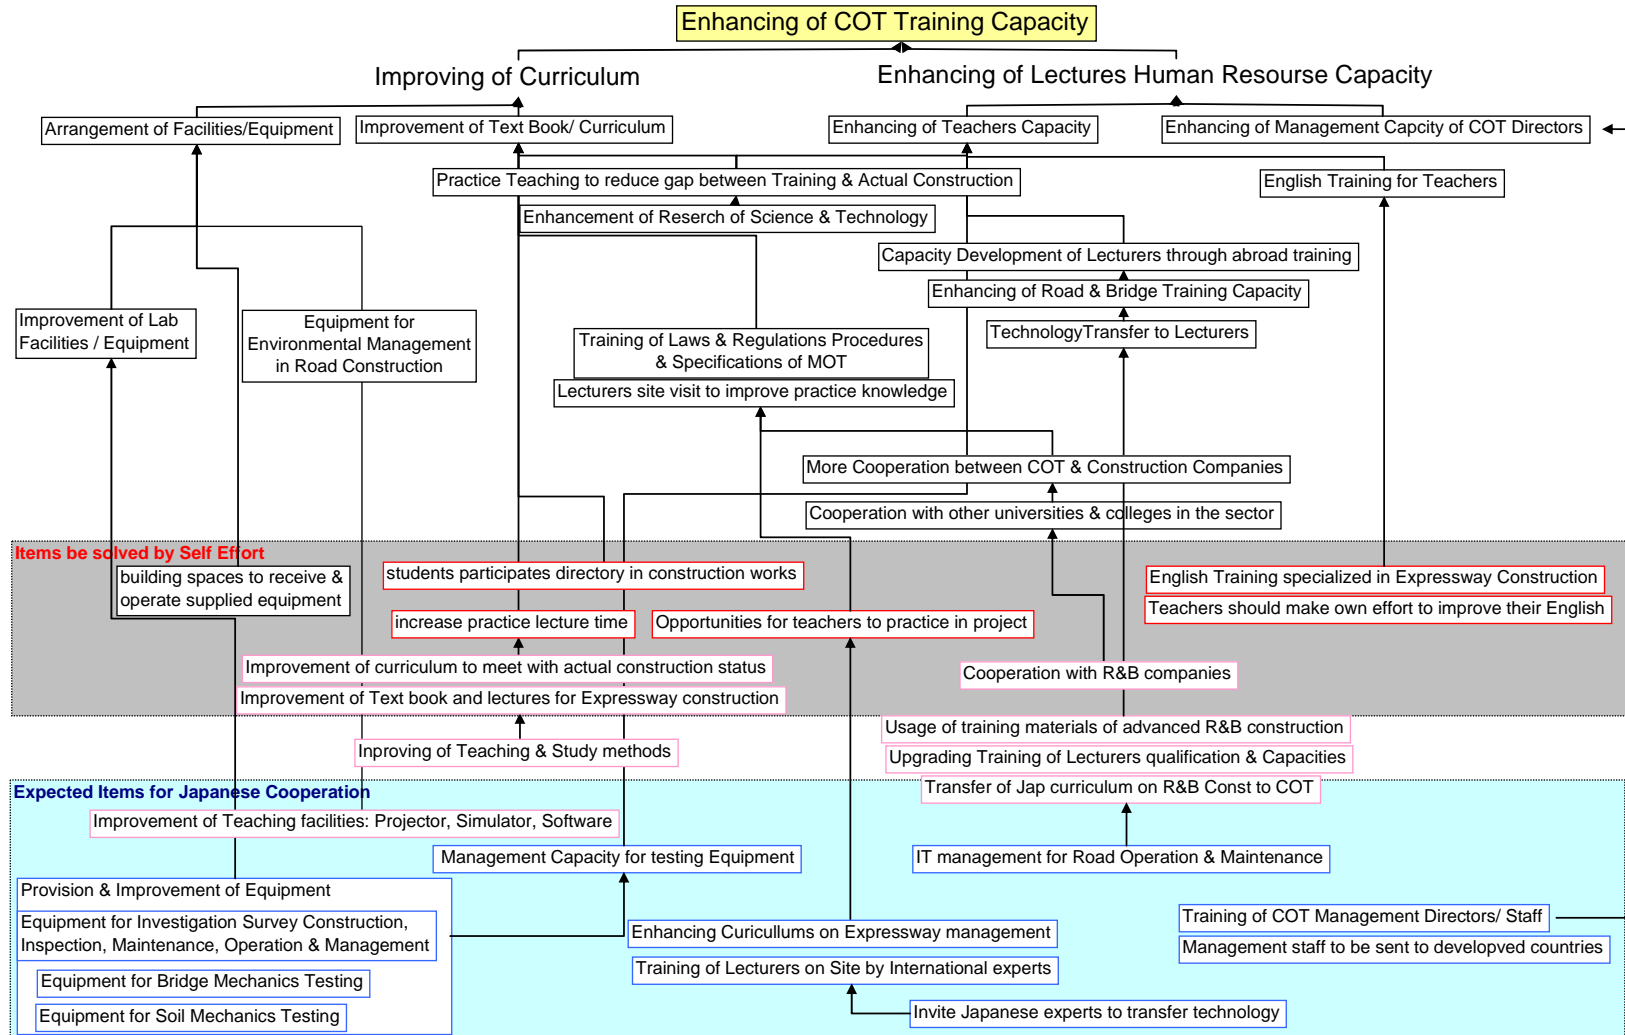 Enhancing of COT Training Capacity
Improving of Curriculum
Enhancing of Lectures Human Resourse Capacity
Arrangement of Facilities/Equipment
Improvement of Text Book/ Curriculum
Enhancing of Teachers Capacity
Enhancing of Management Capcity of COT Directors
Practice Teaching to reduce gap between Training & Actual Construction
English Training for Teachers
Enhancement of Reserch of Science & Technology
Capacity Development of Lecturers through abroad training
Enhancing of Road & Bridge Training Capacity
Improvement of Lab
Facilities / Equipment
Equipment for
Environmental Management
in Road Construction
TechnologyTransfer to Lecturers
Training of Laws & Regulations Procedures
& Specifications of MOT
Lecturers site visit to improve practice knowledge
More Cooperation between COT & Construction Companies
Cooperation with other universities & colleges in the sector
Items be solved by Self Effort
building spaces to receive &
operate supplied equipment
students participates directory in construction works
English Training specialized in Expressway Construction
Teachers should make own effort to improve their English
increase practice lecture time
Opportunities for teachers to practice in project
Improvement of curriculum to meet with actual construction status
Cooperation with R&B companies
Improvement of Text book and lectures for Expressway construction
Usage of training materials of advanced R&B construction
Inproving of Teaching & Study methods
Upgrading Training of Lecturers qualification & Capacities
Expected Items for Japanese Cooperation
Transfer of Jap curriculum on R&B Const to COT
Improvement of Teaching facilities: Projector, Simulator, Software
Management Capacity for testing Equipment
IT management for Road Operation & Maintenance
Provision & Improvement of Equipment
Equipment for Investigation Survey Construction,
Inspection, Maintenance, Operation & Management
Training of COT Management Directors/ Staff
Enhancing Curicullums on Expressway management
Management staff to be sent to developved countries
Training of Lecturers on Site by International experts
Equipment for Bridge Mechanics Testing
Invite Japanese experts to transfer technology
Equipment for Soil Mechanics Testing